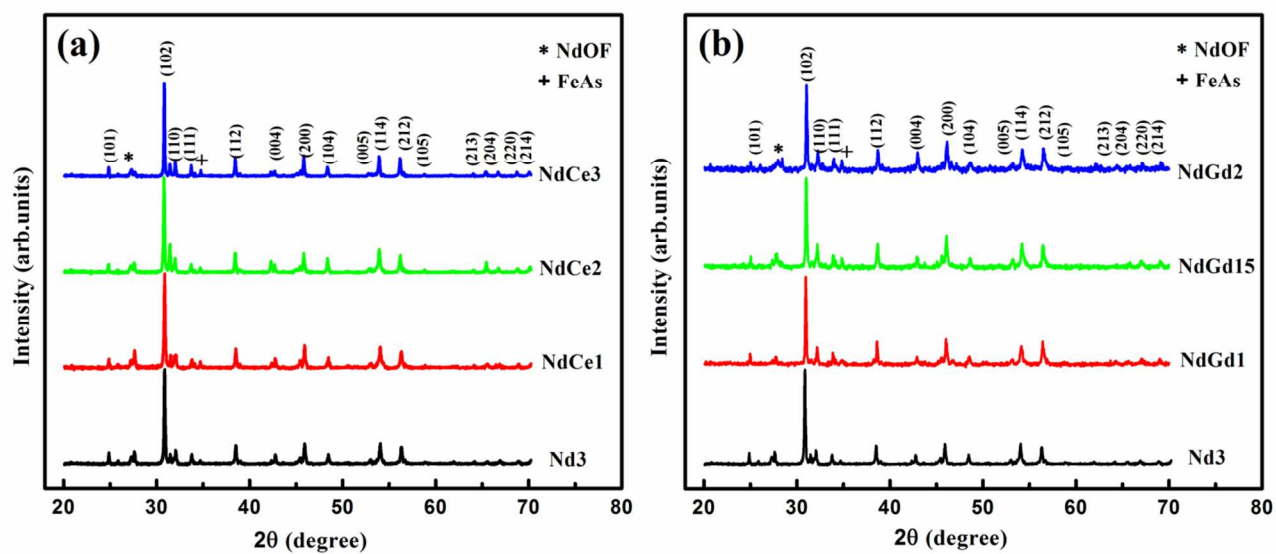 (a)
* NdOF
+ FeAs
(101)
*
(102)
(110)
(111)
+
(112)
(004)
(200)
(104)
(005)
(114)
(212)
(105)
(213)
(204)
(220)
(214)
NdCe3
NdCe2
NdCe1
Nd3
Intensity (arb.units)
20 30 40 50 60 70 80
2θ (degree)
(b)
* NdOF
+ FeAs
(101)
*
(102)
(110)
(111)
+
(112)
(004)
(200)
(104)
(005)
(114)
(212)
(105)
(213)
(204)
(220)
(214)
NdGd2
NdGd15
NdGd1
Nd3
Intensity (arb.units)
20 30 40 50 60 70 80
2θ (degree)